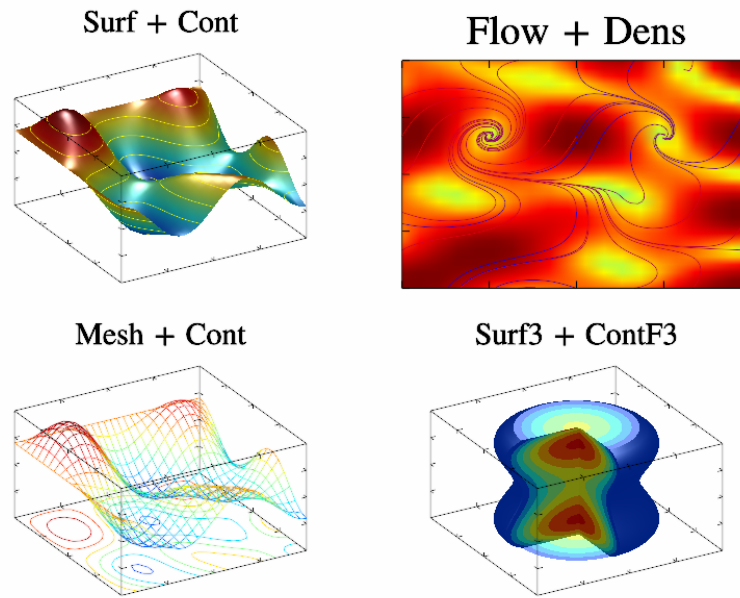 Surf + Cont
Flow + Dens
Mesh + Cont
Surf3 + ContF3